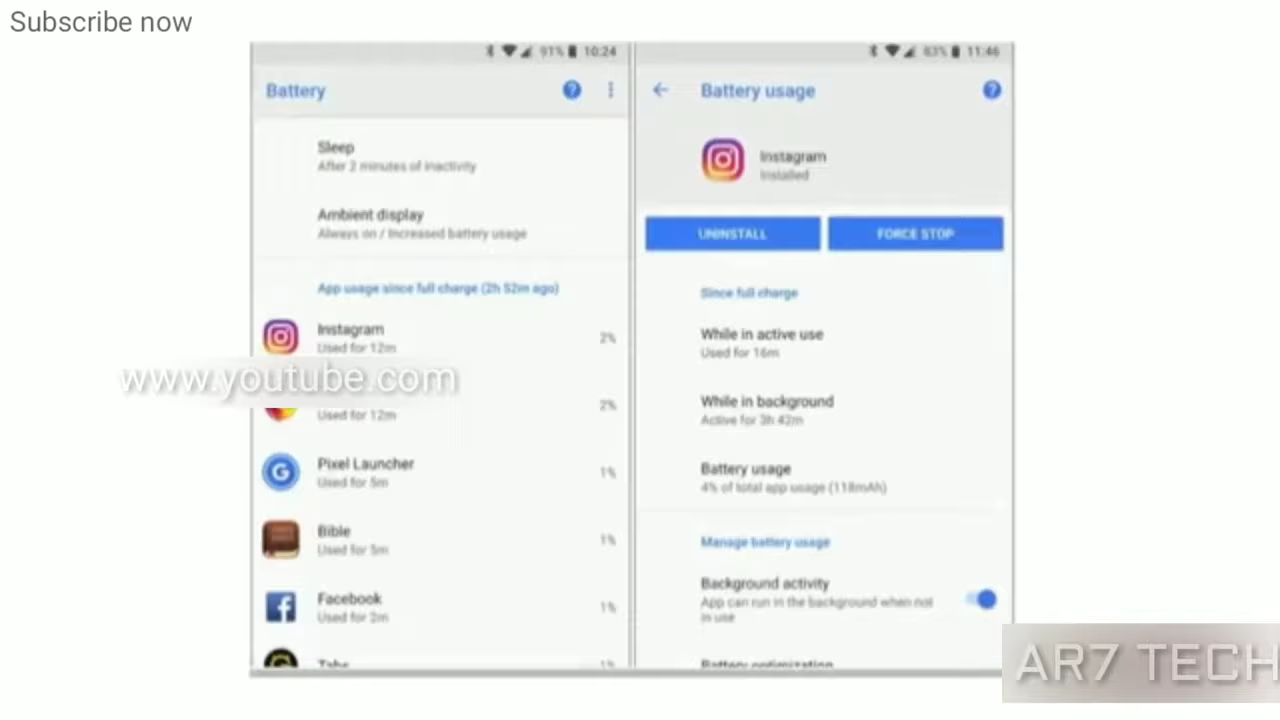 Subscribe now
91% 10:24
Battery
Sleep
After 2 minutes of inactivity
Ambient display
Always on / Increased battery usage
App usage since full charge (2h 52m ago)
Instagram 2%
Used for 12m
www.youtube.com
2%
Used for 12m
Pixel Launcher 1%
Used for 5m
Bible 1%
Used for 5m
Facebook 1%
Used for 2m
1%
83% 11:46
Battery usage
Instagram
Installed
UNINSTALL FORCE STOP
Since full charge
While in active use
Used for 16m
While in background
Active for 3h 42m
Battery usage
4% of total app usage (118mAh)
Manage battery usage
Background activity
App can run in the background when not
in use
Battery optimization
AR7 TECH